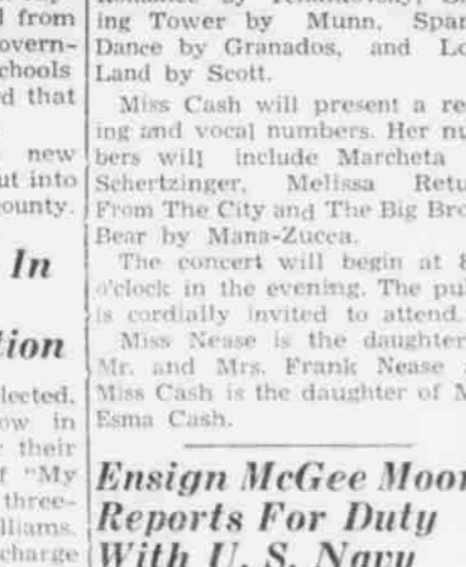 from
overn-
chools
d that
new
ut into
ounty.
In
tion
lected.
ow in
their
f "My
three-
lliams.
charge
ing Tower by Munn, Spar
Dance by Granados, and Lo
Land by Scott.
Miss Cash will present a re
ing and vocal numbers. Her nu
bers will include Marcheta
Schertzinger, Melissa Retu
From The City and The Big Bro
Bear by Mana-Zucca.
The concert will begin at 8
o'clock in the evening. The pu
is cordially invited to attend.
Miss Nease is the daughter
Mr. and Mrs. Frank Nease
Miss Cash is the daughter of M
Esma Cash.
Ensign McGee Moor
Reports For Duty
With U. S. Navy